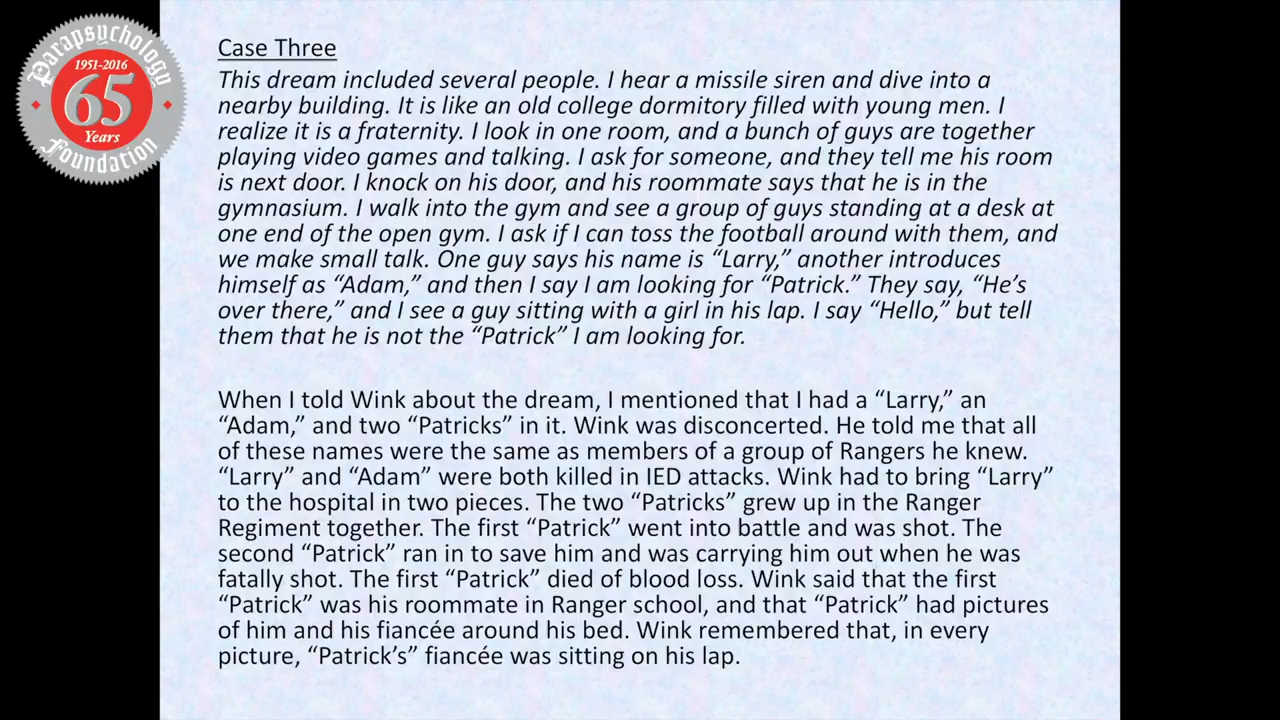 Parapsychology
1951-2016
65
Years
Foundation
Case Three
This dream included several people. I hear a missile siren and dive into a
nearby building. It is like an old college dormitory filled with young men. I
realize it is a fraternity. I look in one room, and a bunch of guys are together
playing video games and talking. I ask for someone, and they tell me his room
is next door. I knock on his door, and his roommate says that he is in the
gymnasium. I walk into the gym and see a group of guys standing at a desk at
one end of the open gym. I ask if I can toss the football around with them, and
we make small talk. One guy says his name is “Larry,” another introduces
himself as “Adam,” and then I say I am looking for “Patrick.” They say, “He’s
over there,” and I see a guy sitting with a girl in his lap. I say “Hello,” but tell
them that he is not the “Patrick” I am looking for.
When I told Wink about the dream, I mentioned that I had a “Larry,” an
“Adam,” and two “Patricks” in it. Wink was disconcerted. He told me that all
of these names were the same as members of a group of Rangers he knew.
“Larry” and “Adam” were both killed in IED attacks. Wink had to bring “Larry”
to the hospital in two pieces. The two “Patricks” grew up in the Ranger
Regiment together. The first “Patrick” went into battle and was shot. The
second “Patrick” ran in to save him and was carrying him out when he was
fatally shot. The first “Patrick” died of blood loss. Wink said that the first
“Patrick” was his roommate in Ranger school, and that “Patrick” had pictures
of him and his fiancée around his bed. Wink remembered that, in every
picture, “Patrick’s” fiancée was sitting on his lap.